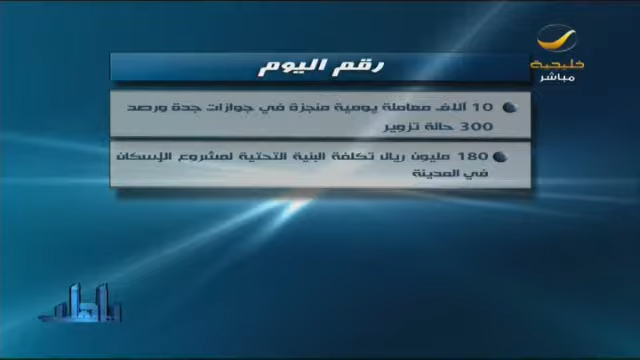 خليجية
مباشر
رقم اليوم
10 آلاف معاملة يومية منجزة في جوازات جدة ورصد
300 حالة تزوير
180 مليون ريال تكلفة البنية التحتية لمشروع الإسكان
في المدينة